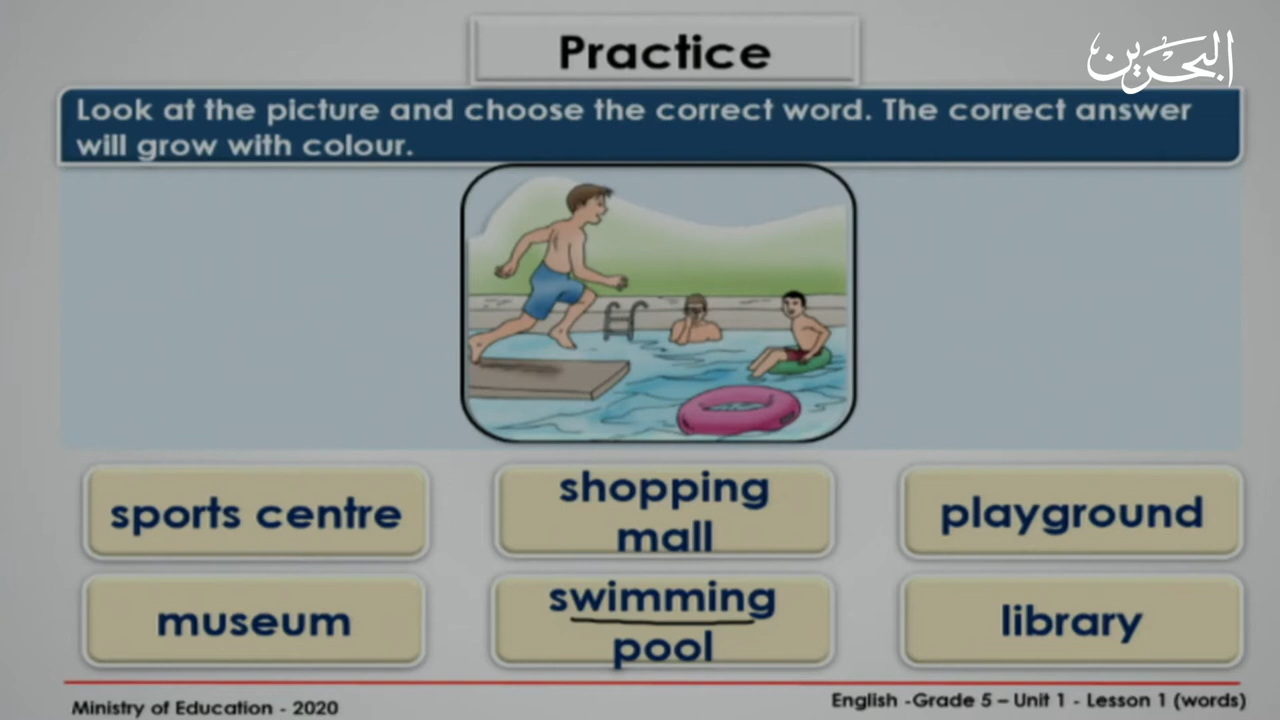 Practice
البحرين
Look at the picture and choose the correct word. The correct answer
will grow with colour.
sports centre
shopping
mall
playground
museum
swimming
pool
library
Ministry of Education - 2020
English -Grade 5 – Unit 1 - Lesson 1 (words)